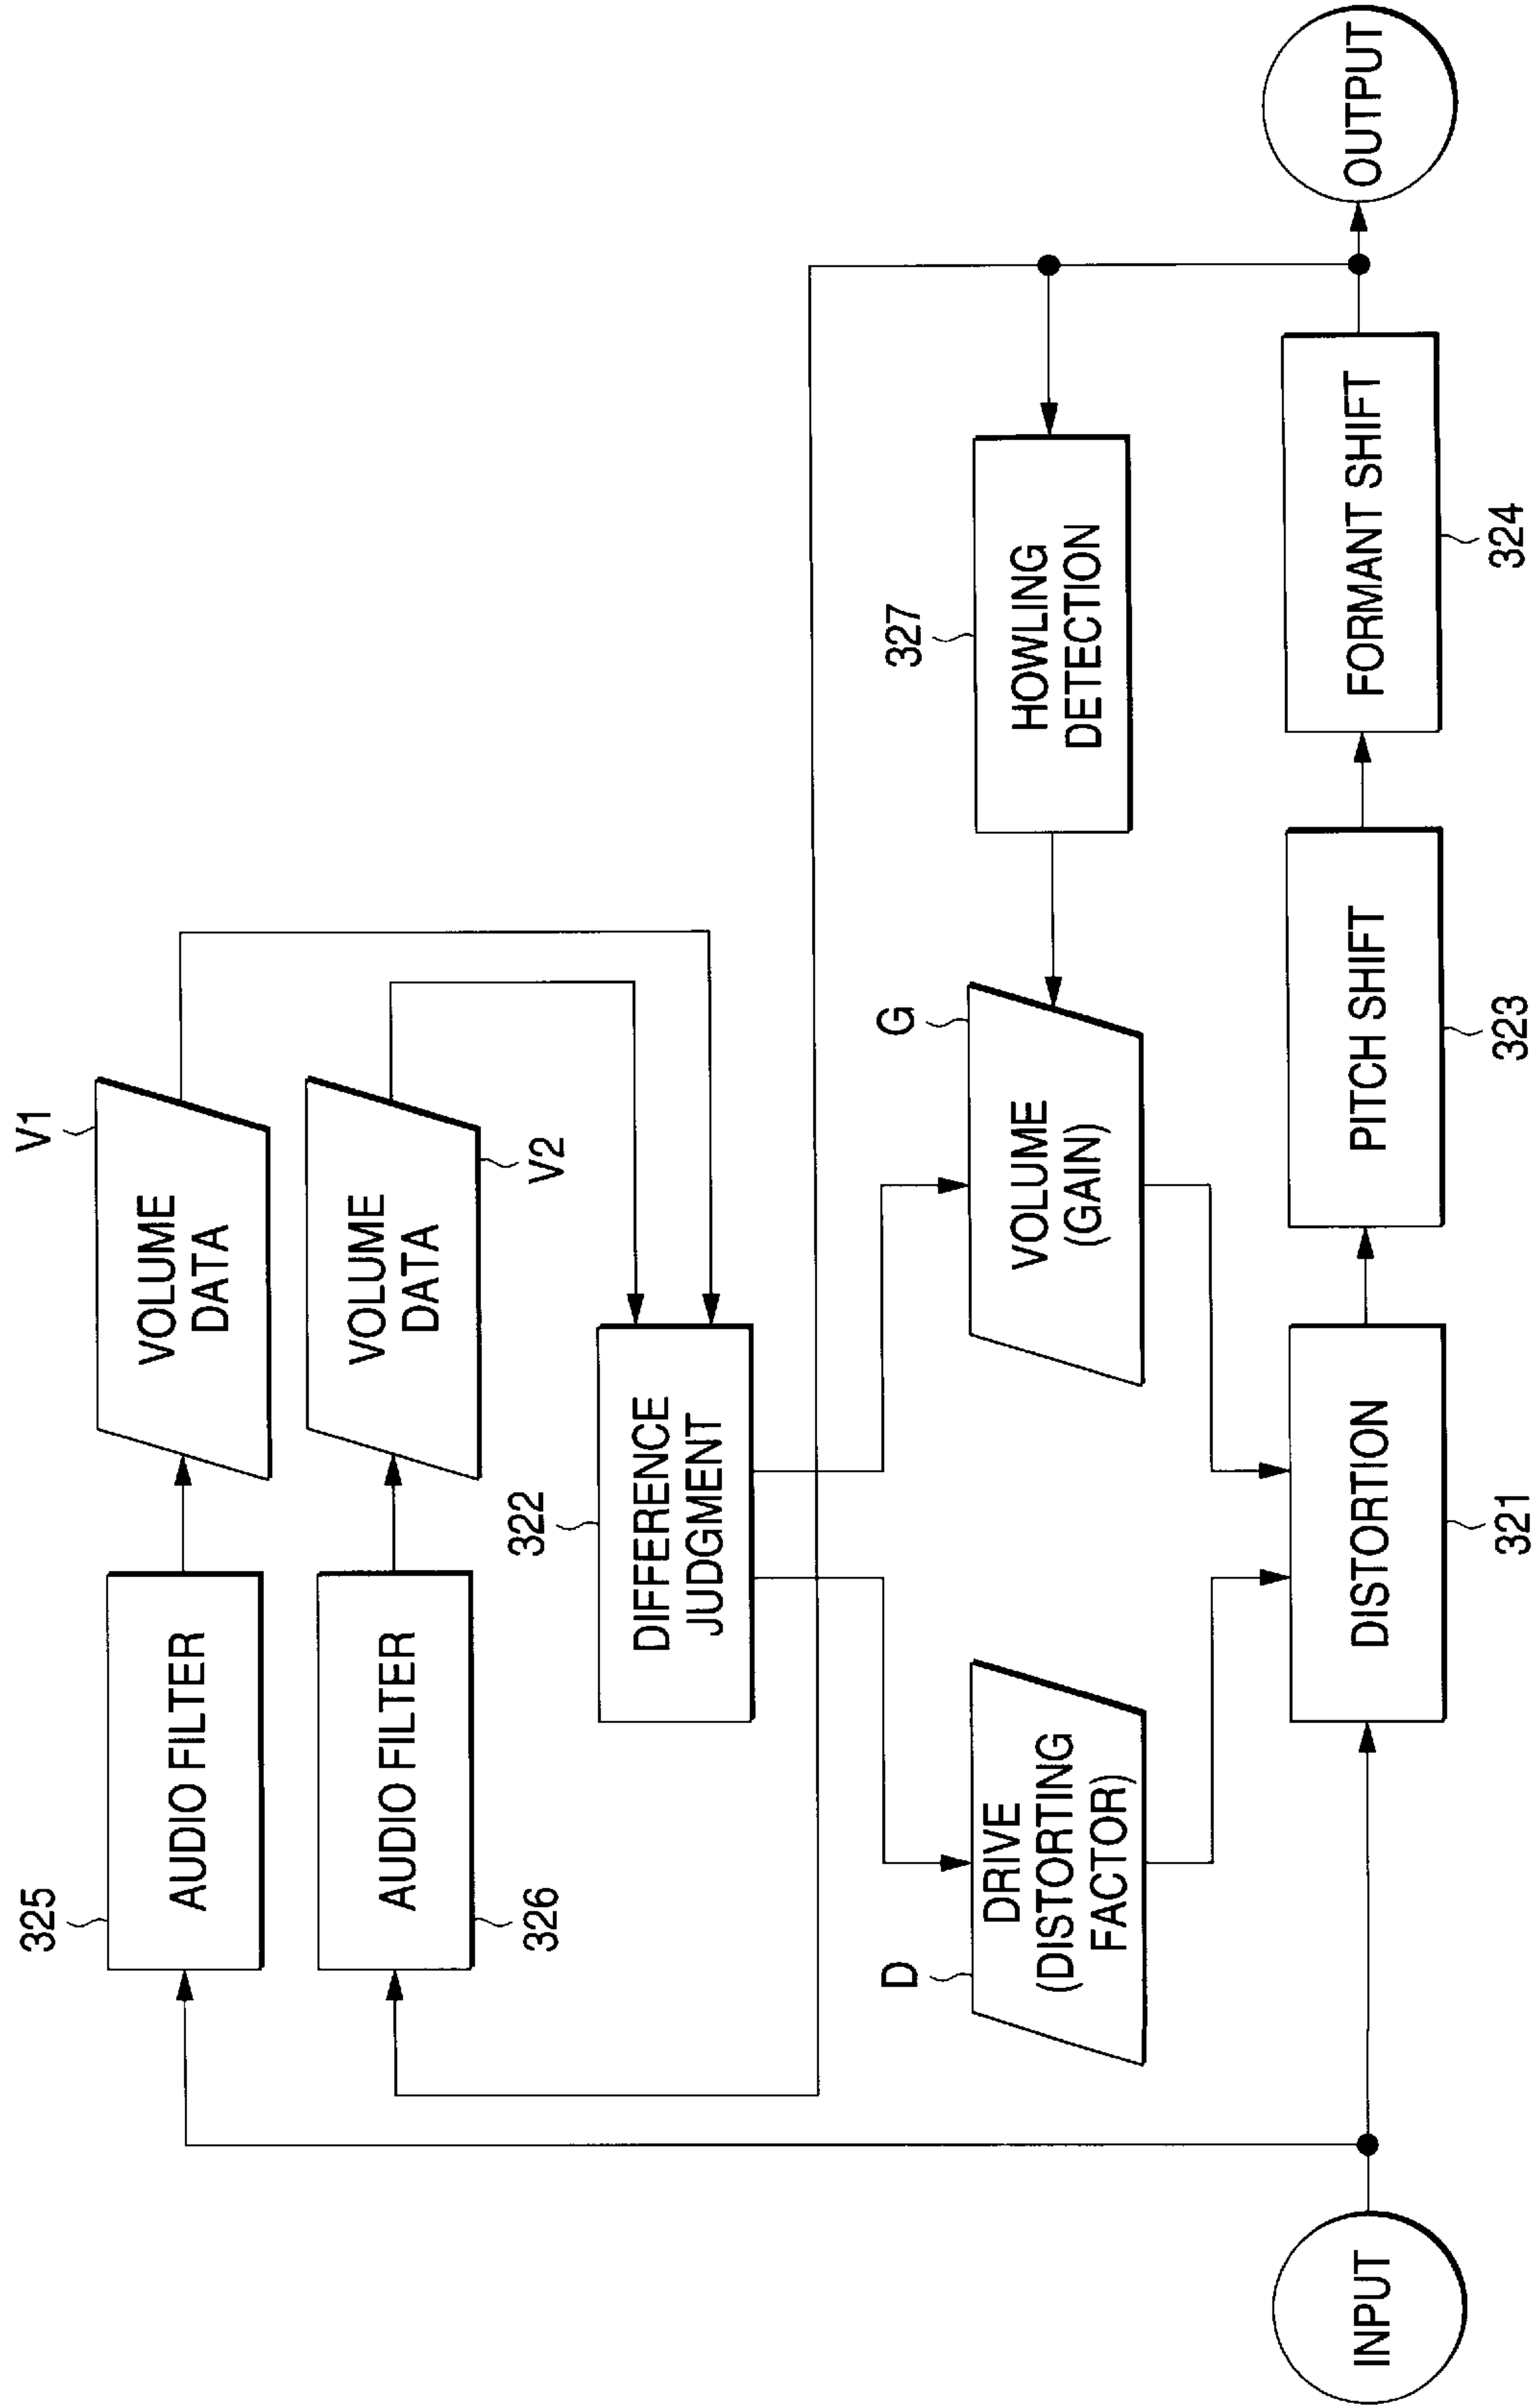 V1
325
AUDIO FILTER
VOLUME
DATA
AUDIO FILTER
326
VOLUME
DATA
V2
322
DIFFERENCE
JUDGMENT
D
DRIVE
(DISTORTING
FACTOR)
G
VOLUME
(GAIN)
327
HOWLING
DETECTION
INPUT
DISTORTION
321
PITCH SHIFT
323
FORMANT SHIFT
324
OUTPUT